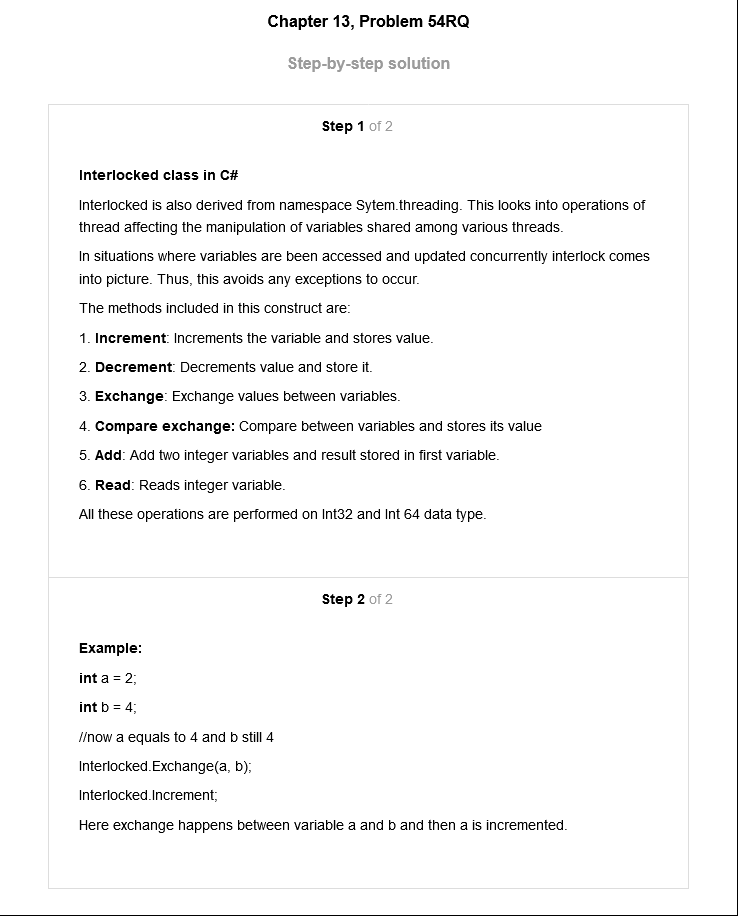 Chapter 13, Problem 54RQ
Step-by-step solution
Step 1 of 2
Interlocked class in C#
Interlocked is also derived from namespace Sytem.threading. This looks into operations of
thread affecting the manipulation of variables shared among various threads.
In situations where variables are been accessed and updated concurrently interlock comes
into picture. Thus, this avoids any exceptions to occur.
The methods included in this construct are:
1. Increment: Increments the variable and stores value.
2. Decrement: Decrements value and store it.
3. Exchange: Exchange values between variables.
4. Compare exchange: Compare between variables and stores its value
5. Add: Add two integer variables and result stored in first variable.
6. Read: Reads integer variable.
All these operations are performed on Int32 and Int 64 data type.
Step 2 of 2
Example:
int a = 2;
int b = 4;
//now a equals to 4 and b still 4
Interlocked.Exchange(a, b);
Interlocked.Increment;
Here exchange happens between variable a and b and then a is incremented.